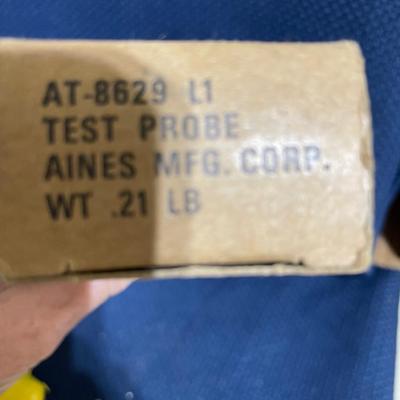 AT-8629 L1
TEST PROBE
AINES MFG. CORP.
WT .21 LB